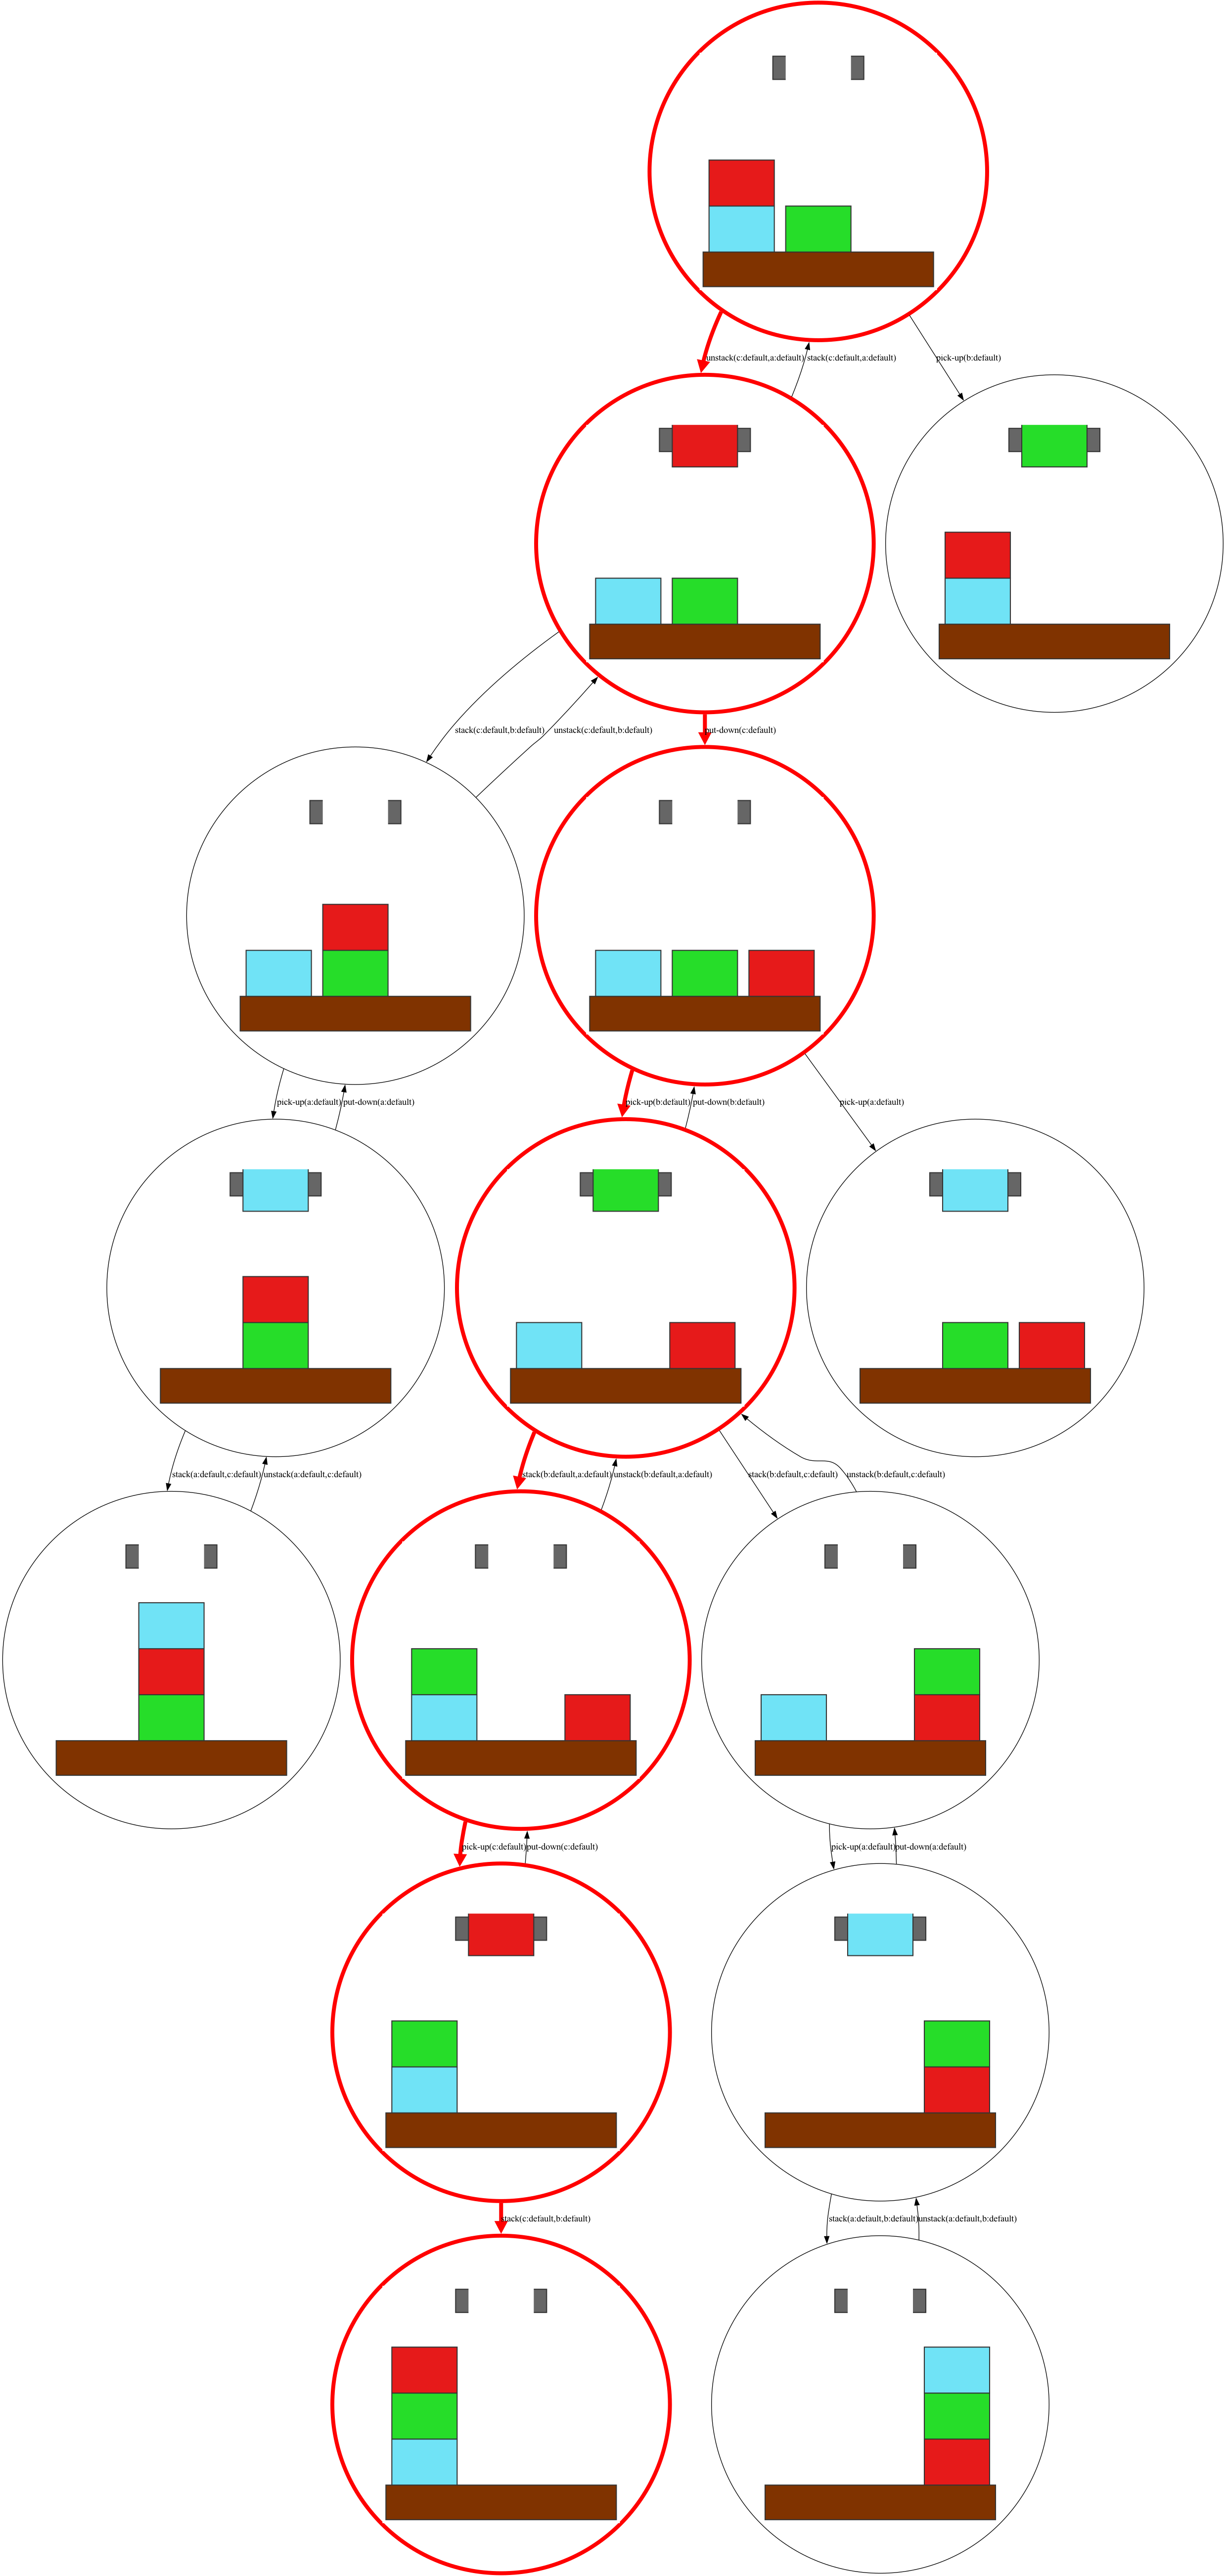 unstack(c:default,a:default)
stack(c:default,a:default)
pick-up(b:default)
stack(c:default,b:default)
unstack(c:default,b:default)
put-down(c:default)
pick-up(a:default)
put-down(a:default)
pick-up(b:default)
put-down(b:default)
pick-up(a:default)
stack(a:default,c:default)
unstack(a:default,c:default)
stack(b:default,a:default)
unstack(b:default,a:default)
stack(b:default,c:default)
unstack(b:default,c:default)
pick-up(c:default)
put-down(c:default)
pick-up(a:default)
put-down(a:default)
stack(c:default,b:default)
stack(a:default,b:default)
unstack(a:default,b:default)